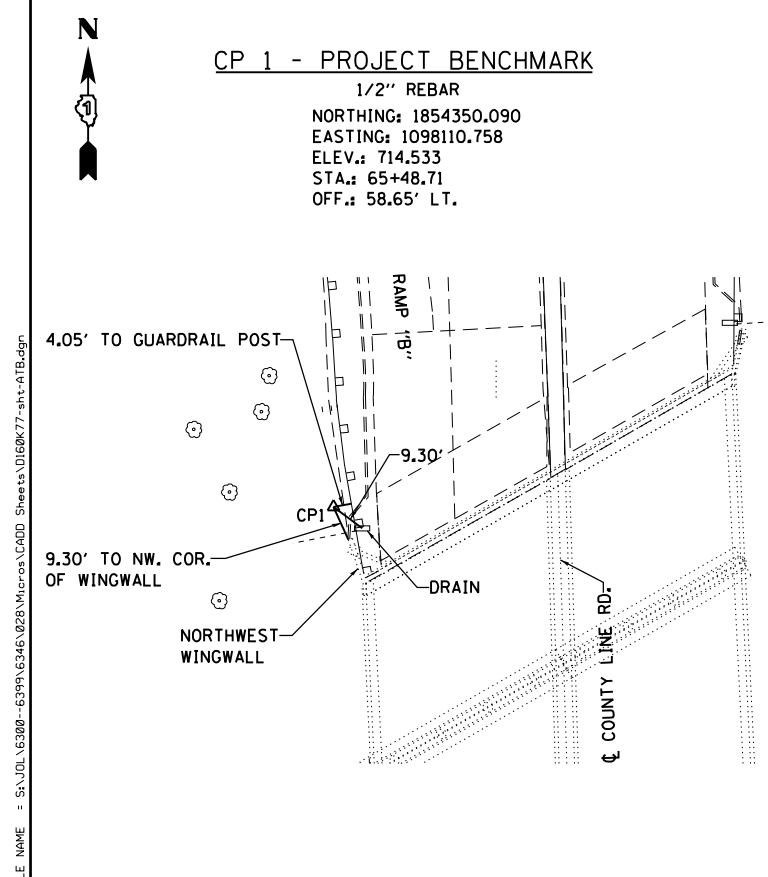 N
1
CP 1 - PROJECT BENCHMARK
1/2'' REBAR
NORTHING: 1854350.090
EASTING: 1098110.758
ELEV.: 714.533
STA.: 65+48.71
OFF.: 58.65' LT.
RAMP "B"
4.05' TO GUARDRAIL POST
9.30'
CP1
9.30' TO NW. COR.
OF WINGWALL
DRAIN
NORTHWEST
WINGWALL
℄ COUNTY LINE RD.
LE NAME = S:\JOL\6300--6399\6346\028\Micros\CADD Sheets\D160K77-sht-ATB.dgn